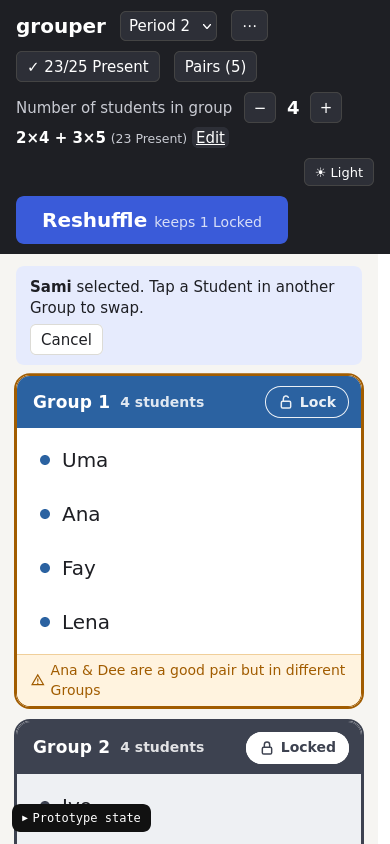 grouper Period 2 ...
✓ 23/25 Present Pairs (5)
Number of students in group − 4 +
2×4 + 3×5 (23 Present) Edit
☀ Light
Reshuffle keeps 1 Locked
Sami selected. Tap a Student in another
Group to swap.
Cancel
Group 1 4 students Lock
Uma
Ana
Fay
Lena
Ana & Dee are a good pair but in different
Groups
Group 2 4 students Locked
▸ Prototype state